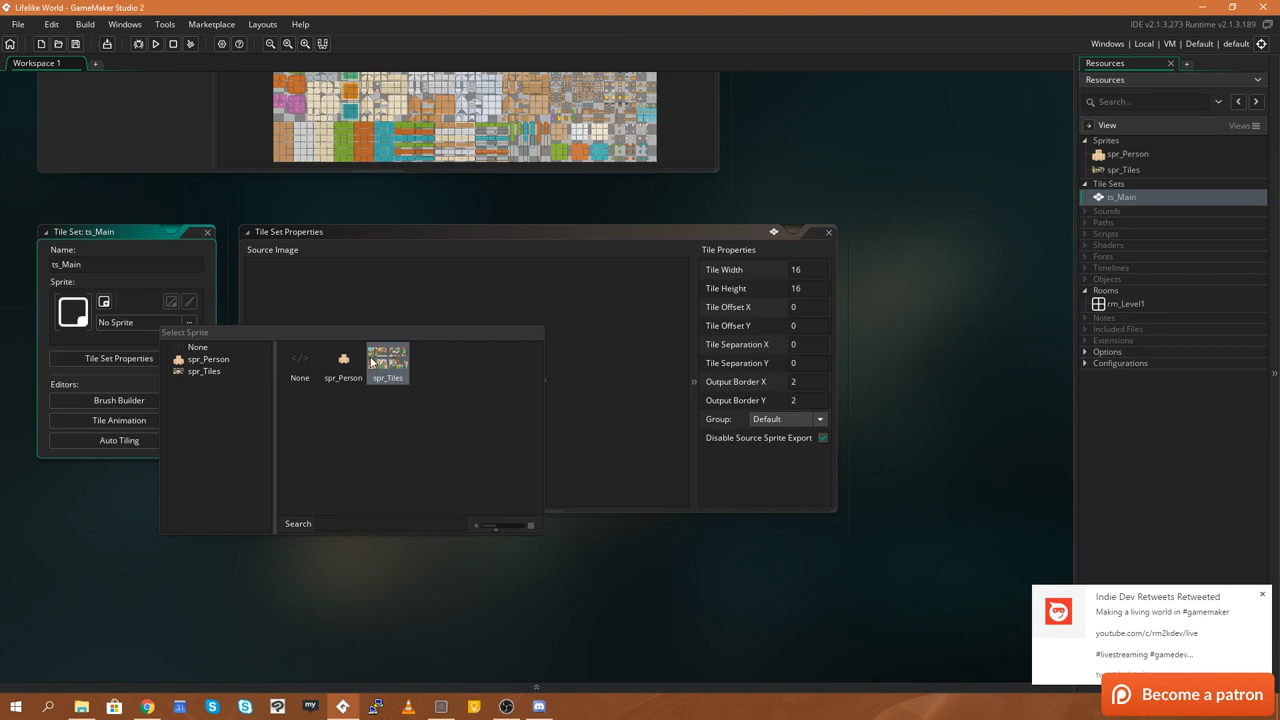 Lifelike World - GameMaker Studio 2
File Edit Build Windows Tools Marketplace Layouts Help
IDE v2.1.3.273 Runtime v2.1.3.189
Windows | Local | VM | Default | default
Workspace 1
Resources
Resources
Search...
View
Views
Sprites
spr_Person
spr_Tiles
Tile Sets
ts_Main
Sounds
Paths
Scripts
Shaders
Fonts
Timelines
Objects
Rooms
rm_Level1
Notes
Included Files
Extensions
Options
Configurations
Tile Set: ts_Main
Name:
ts_Main
Sprite:
No Sprite
...
Tile Set Properties
Editors:
Brush Builder
Tile Animation
Auto Tiling
Tile Set Properties
Source Image
Tile Properties
Tile Width 16
Tile Height 16
Tile Offset X 0
Tile Offset Y 0
Tile Separation X 0
Tile Separation Y 0
Output Border X 2
Output Border Y 2
Group: Default
Disable Source Sprite Export
Select Sprite
None
spr_Person
spr_Tiles
None
spr_Person
spr_Tiles
Search
Indie Dev Retweets Retweeted
Making a living world in #gamemaker
youtube.com/c/rm2kdev/live
#livestreaming #gamedev...
Become a patron
my
31